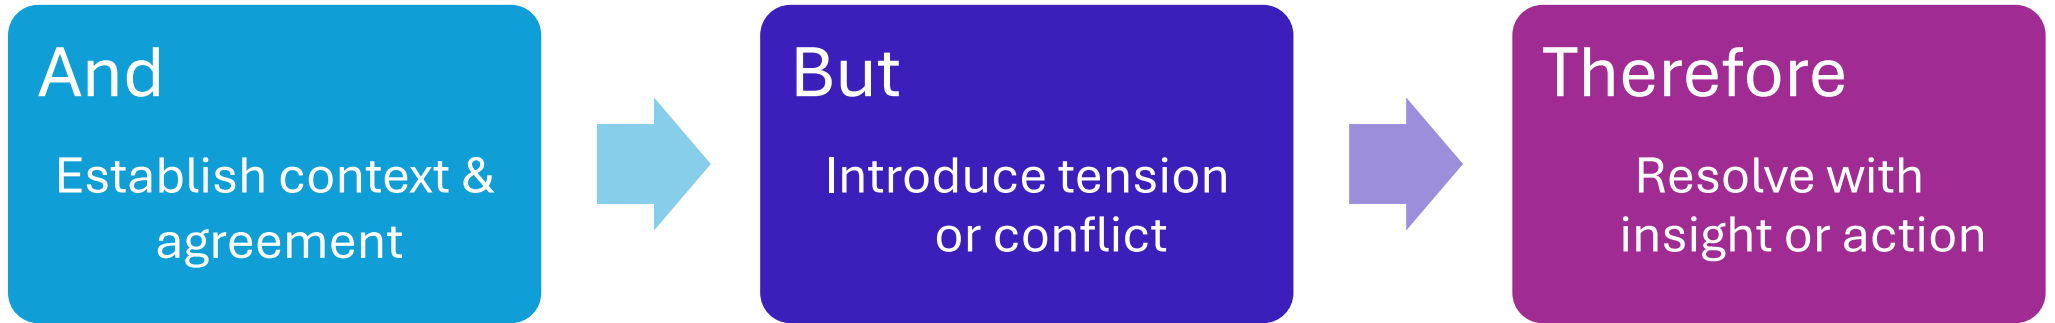 And
Establish context &
agreement
But
Introduce tension
or conflict
Therefore
Resolve with
insight or action